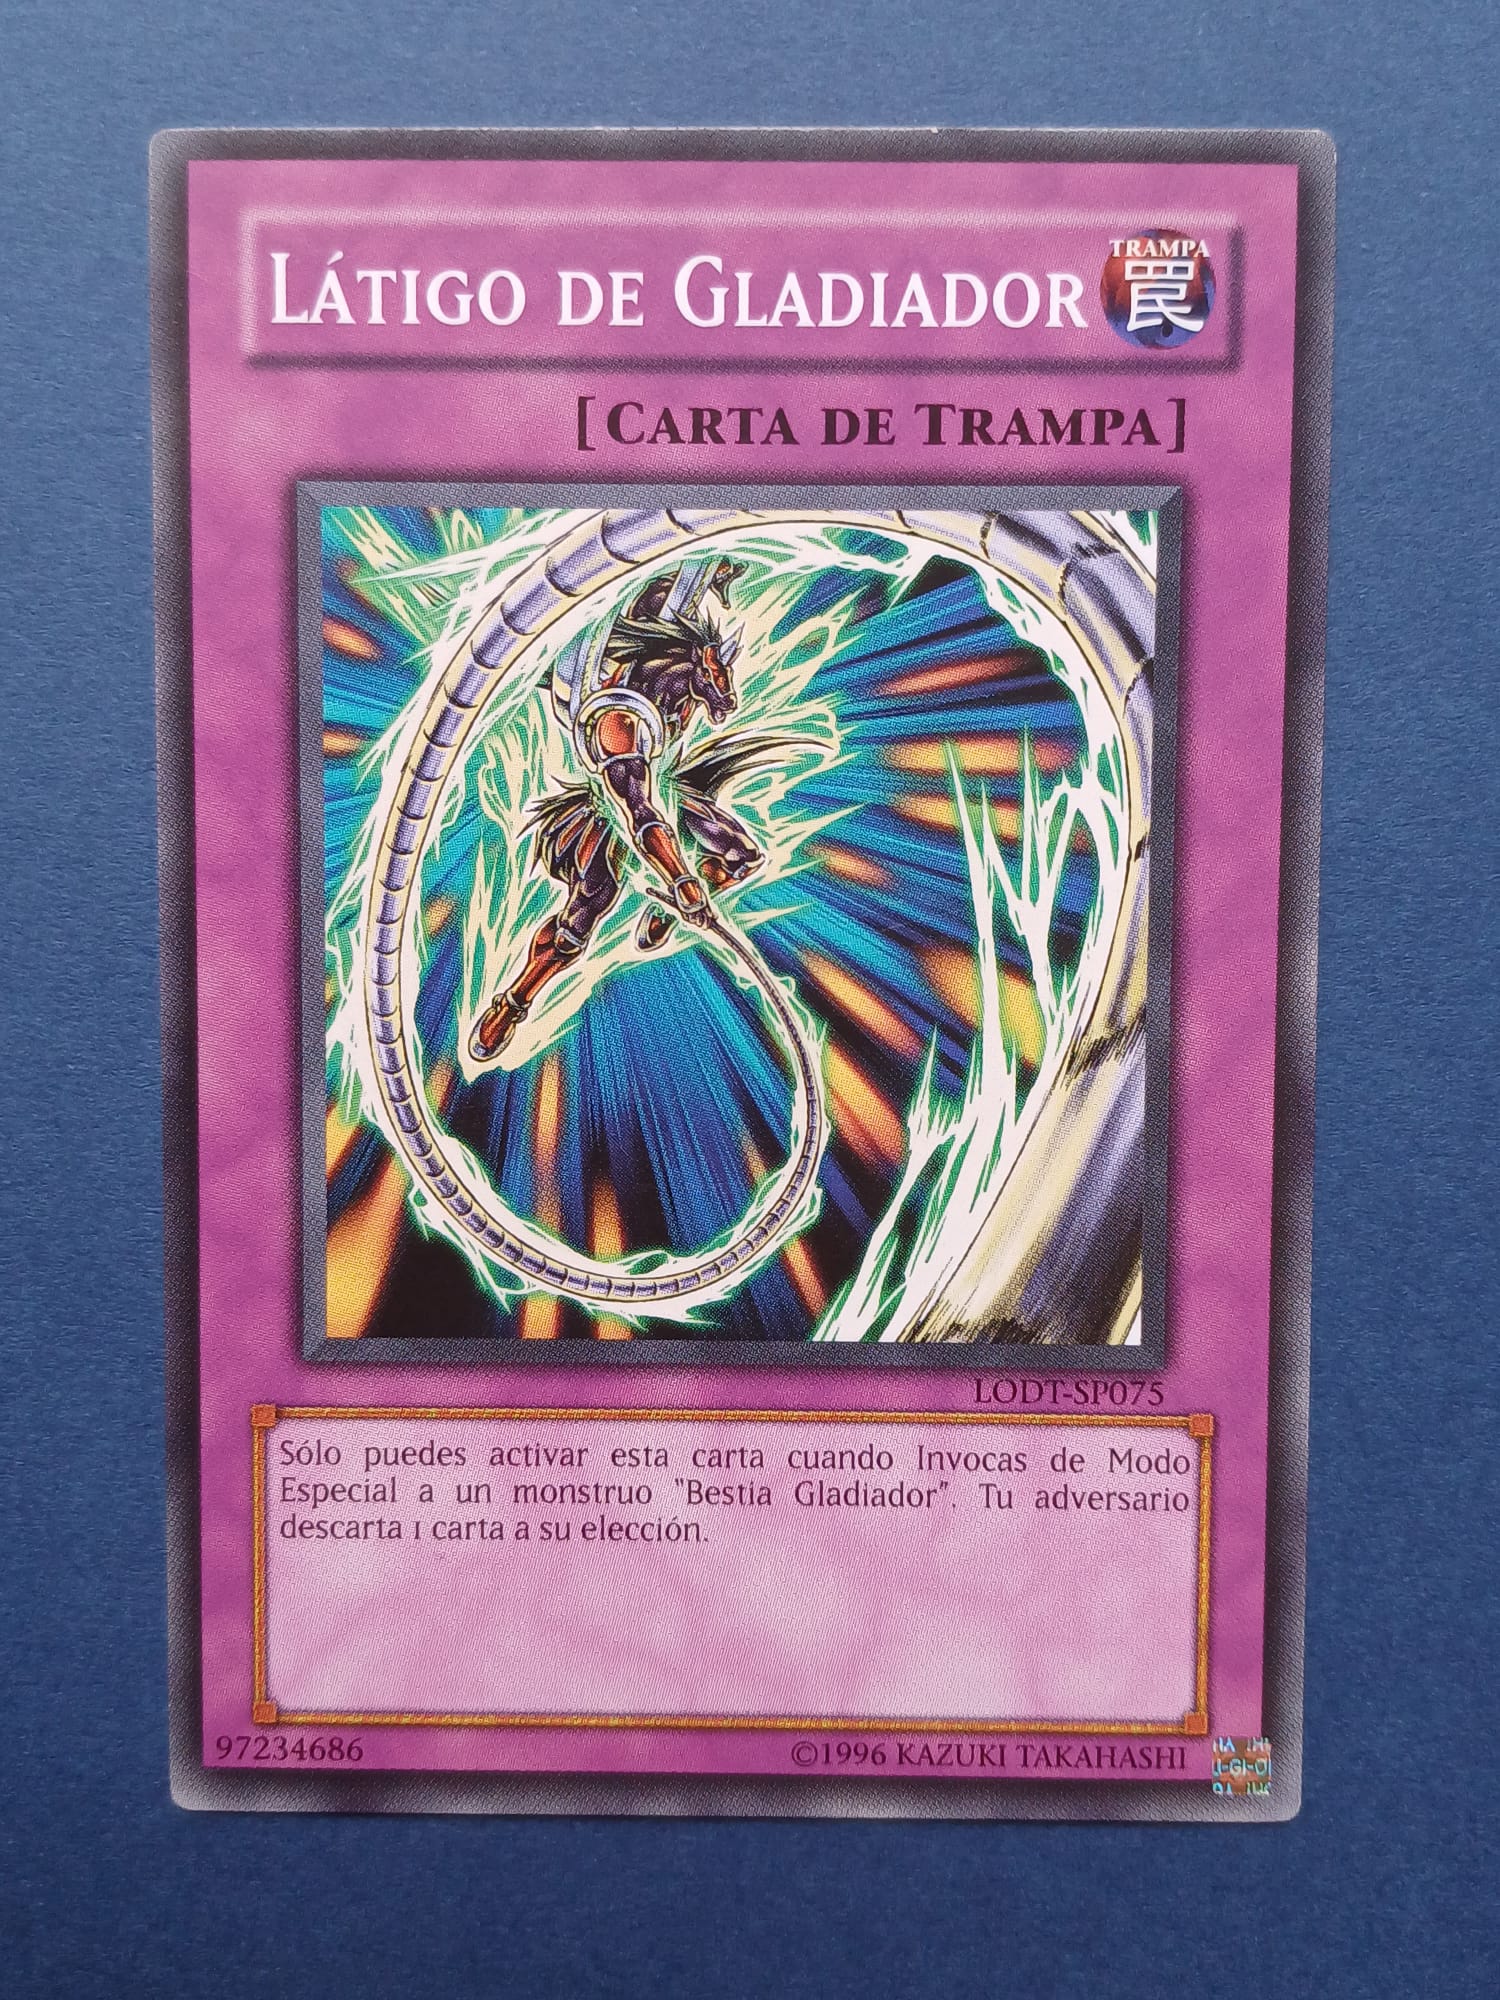 LÁTIGO DE GLADIADOR
TRAMPA
罠
[CARTA DE TRAMPA]
LODT-SP075
Sólo puedes activar esta carta cuando Invocas de Modo
Especial a un monstruo "Bestia Gladiador" Tu adversario
descarta 1 carta a su elección.
97234686
©1996 KAZUKI TAKAHASHI